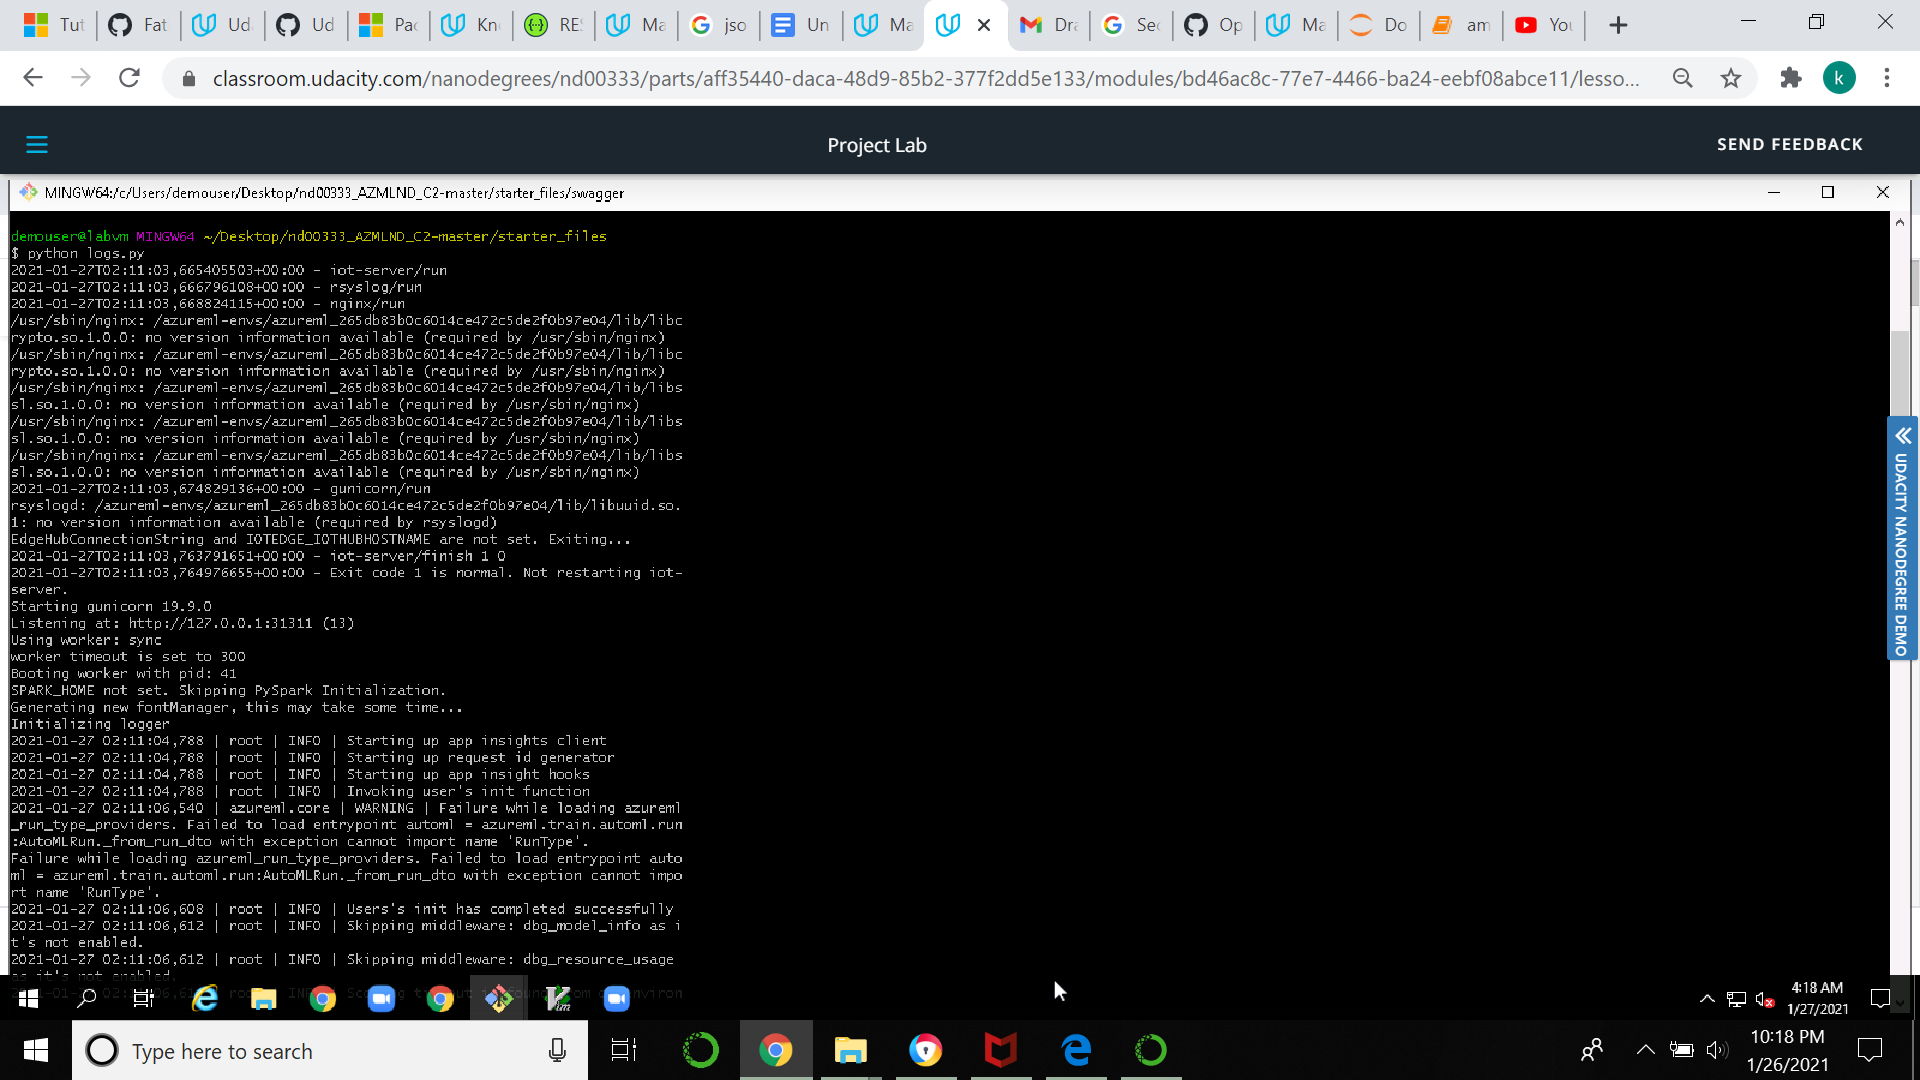 Tut
Fat
Ud
Ud
Pac
Kn
RES
Ma
jso
Un
Ma
Dra
Sec
Op
Ma
Do
am
You
classroom.udacity.com/nanodegrees/nd00333/parts/aff35440-daca-48d9-85b2-377f2dd5e133/modules/bd46ac8c-77e7-4466-ba24-eebf08abce11/lesso...
k
Project Lab
SEND FEEDBACK
MINGW64:/c/Users/demouser/Desktop/nd00333_AZMLND_C2-master/starter_files/swagger
demouser@labvm MINGW64 ~/Desktop/nd00333_AZMLND_C2-master/starter_files
$ python logs.py
2021-01-27T02:11:03,665405503+00:00 - iot-server/run
2021-01-27T02:11:03,666796108+00:00 - rsyslog/run
2021-01-27T02:11:03,668824115+00:00 - nginx/run
/usr/sbin/nginx: /azureml-envs/azureml_265db83b0c6014ce472c5de2f0b97e04/lib/libc
rypto.so.1.0.0: no version information available (required by /usr/sbin/nginx)
/usr/sbin/nginx: /azureml-envs/azureml_265db83b0c6014ce472c5de2f0b97e04/lib/libc
rypto.so.1.0.0: no version information available (required by /usr/sbin/nginx)
/usr/sbin/nginx: /azureml-envs/azureml_265db83b0c6014ce472c5de2f0b97e04/lib/libs
sl.so.1.0.0: no version information available (required by /usr/sbin/nginx)
/usr/sbin/nginx: /azureml-envs/azureml_265db83b0c6014ce472c5de2f0b97e04/lib/libs
sl.so.1.0.0: no version information available (required by /usr/sbin/nginx)
/usr/sbin/nginx: /azureml-envs/azureml_265db83b0c6014ce472c5de2f0b97e04/lib/libs
sl.so.1.0.0: no version information available (required by /usr/sbin/nginx)
2021-01-27T02:11:03,674829136+00:00 - gunicorn/run
rsyslogd: /azureml-envs/azureml_265db83b0c6014ce472c5de2f0b97e04/lib/libuuid.so.
1: no version information available (required by rsyslogd)
EdgeHubConnectionString and IOTEDGE_IOTHUBHOSTNAME are not set. Exiting...
2021-01-27T02:11:03,763791651+00:00 - iot-server/finish 1 0
2021-01-27T02:11:03,764976655+00:00 - Exit code 1 is normal. Not restarting iot-
server.
Starting gunicorn 19.9.0
Listening at: http://127.0.0.1:31311 (13)
Using worker: sync
worker timeout is set to 300
Booting worker with pid: 41
SPARK_HOME not set. Skipping PySpark Initialization.
Generating new fontManager, this may take some time...
Initializing logger
2021-01-27 02:11:04,788 | root | INFO | Starting up app insights client
2021-01-27 02:11:04,788 | root | INFO | Starting up request id generator
2021-01-27 02:11:04,788 | root | INFO | Starting up app insight hooks
2021-01-27 02:11:04,788 | root | INFO | Invoking user's init function
2021-01-27 02:11:06,540 | azureml.core | WARNING | Failure while loading azureml
_run_type_providers. Failed to load entrypoint automl = azureml.train.automl.run
:AutoMLRun._from_run_dto with exception cannot import name 'RunType'.
Failure while loading azureml_run_type_providers. Failed to load entrypoint auto
ml = azureml.train.automl.run:AutoMLRun._from_run_dto with exception cannot impo
rt name 'RunType'.
2021-01-27 02:11:06,608 | root | INFO | Users's init has completed successfully
2021-01-27 02:11:06,612 | root | INFO | Skipping middleware: dbg_model_info as i
t's not enabled.
2021-01-27 02:11:06,612 | root | INFO | Skipping middleware: dbg_resource_usage
as it's not enabled.
UDACITY NANODEGREE DEMO
4:18 AM
1/27/2021
Type here to search
10:18 PM
1/26/2021